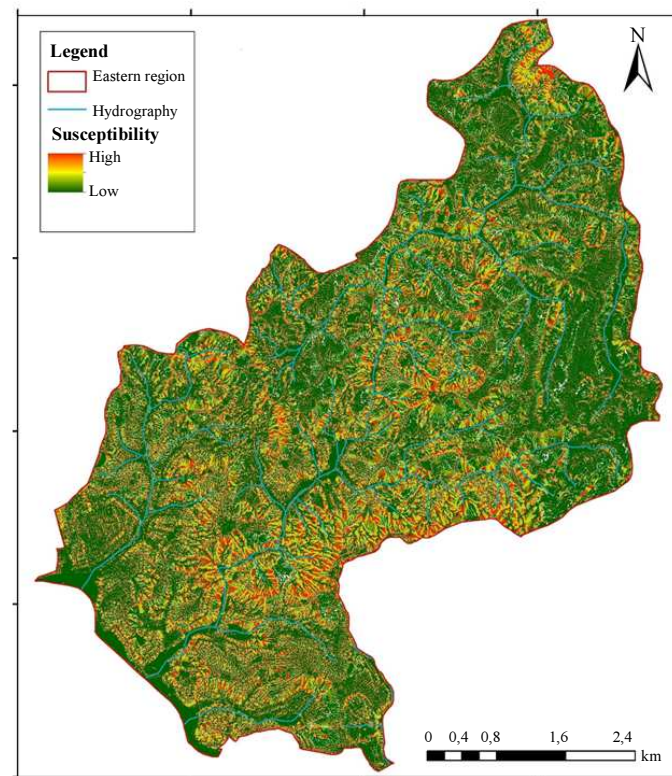 Legend
Eastern region
Hydrography
Susceptibility
High
Low
N
0 0,4 0,8 1,6 2,4
km